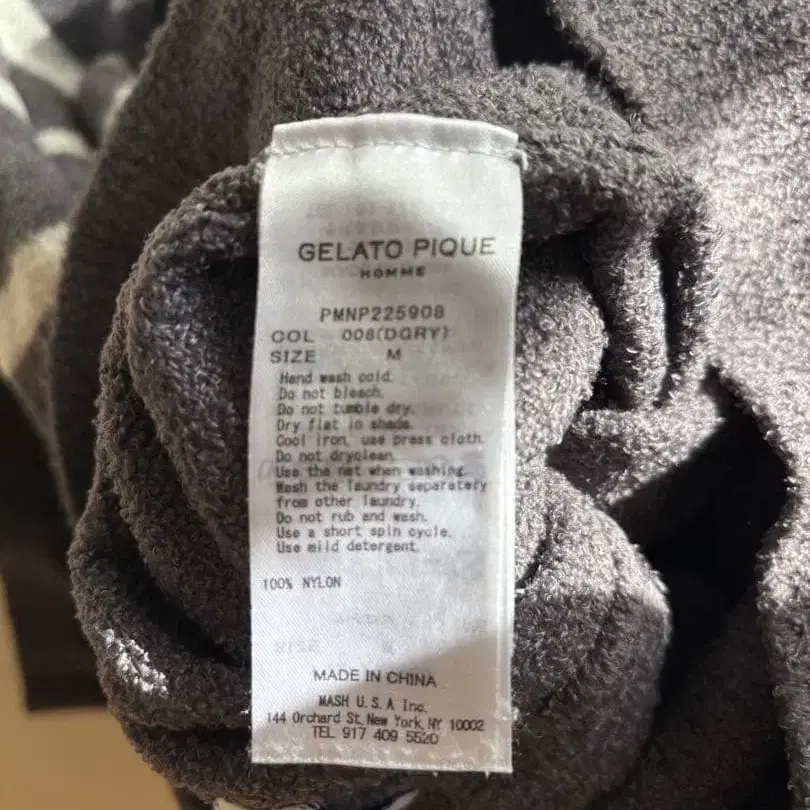 GELATO PIQUE
HOMME
PMNP225908
COL 008(DGRY)
SIZE M
Hand wash cold.
Do not bleach.
Do not tumble dry.
Dry flat in shade.
Cool iron, use press cloth.
Do not dryclean.
Use the net when washing.
Wash the laundry separately
from other laundry.
Do not rub and wash.
Use a short spin cycle.
Use mild detergent.
100% NYLON
MADE IN CHINA
MASH U.S.A Inc.
144 Orchard St, New York, NY 10002
TEL 917 409 5520